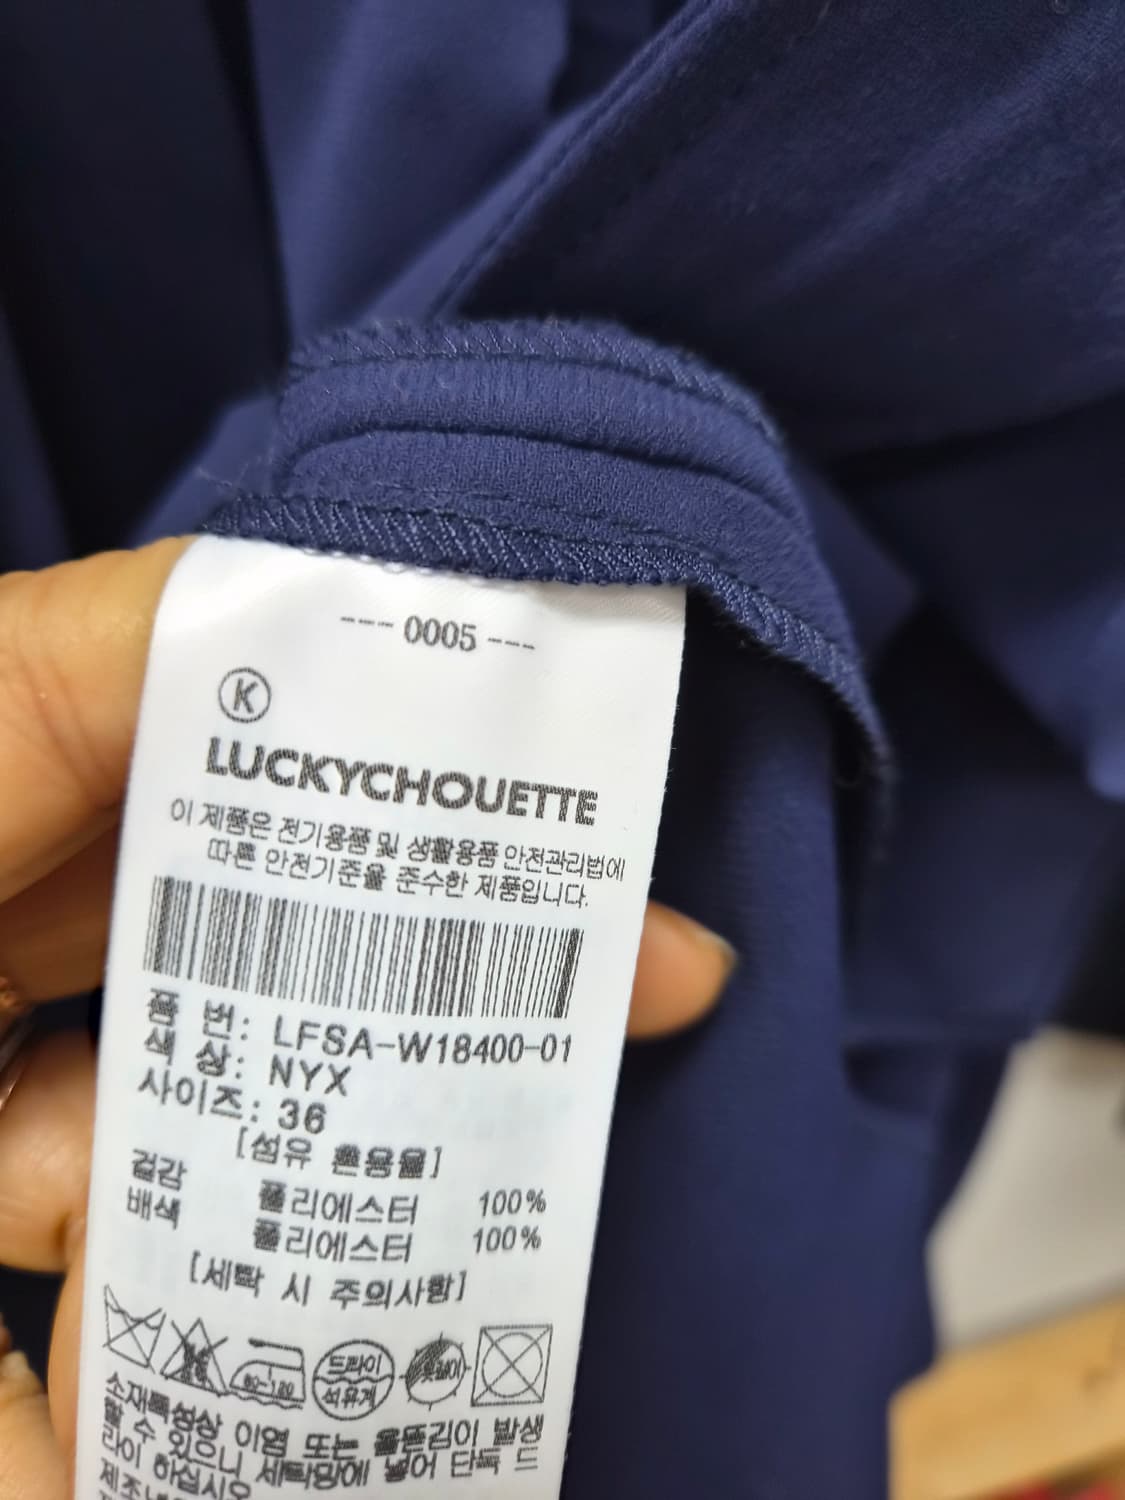 ---- 0005 ----
K
LUCKYCHOUETTE
이 제품은 전기용품 및 생활용품 안전관리법에
따른 안전기준을 준수한 제품입니다.
품 번: LFSA-W18400-01
색 상: NYX
사이즈: 36
[섬유 혼용율]
겉감 폴리에스터 100%
배색 폴리에스터 100%
[세탁 시 주의사항]
80~120 드라이 석유계 옷걸이
소재특성상 이염 또는 올뜯김이 발생
할 수 있으니 세탁망에 넣어 단독 드
라이 하십시오